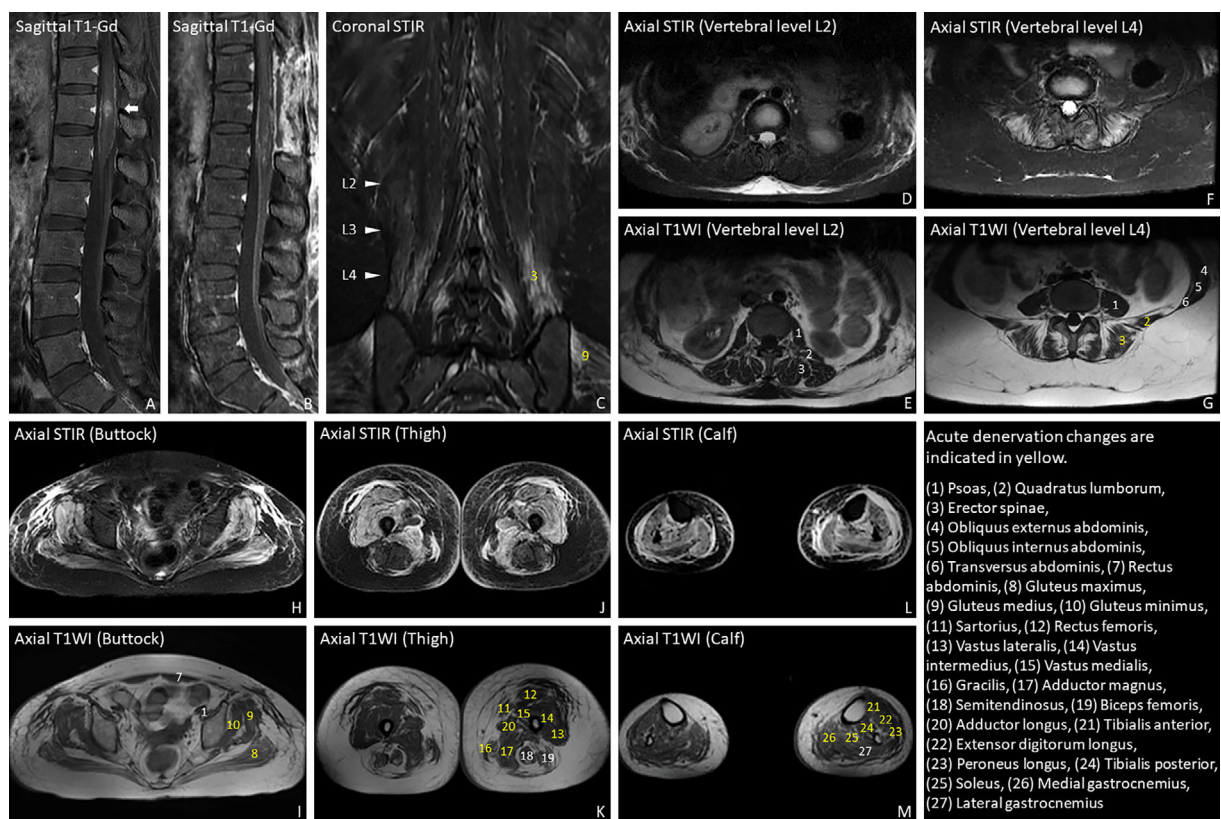 Sagittal T1-Gd
A
Sagittal T1-Gd
B
Coronal STIR
L2
L3
L4
3
9
C
Axial STIR (Vertebral level L2)
D
Axial STIR (Vertebral level L4)
F
Axial T1WI (Vertebral level L2)
1
2
3
E
Axial T1WI (Vertebral level L4)
4
5
6
1
2
3
G
Axial STIR (Buttock)
H
Axial STIR (Thigh)
J
Axial STIR (Calf)
L
Axial T1WI (Buttock)
7
1
9
10
8
I
Axial T1WI (Thigh)
12
11
15
14
20
13
16
17
18
19
K
Axial T1WI (Calf)
21
22
24
23
26
25
27
M
Acute denervation changes are
indicated in yellow.
(1) Psoas, (2) Quadratus lumborum,
(3) Erector spinae,
(4) Obliquus externus abdominis,
(5) Obliquus internus abdominis,
(6) Transversus abdominis, (7) Rectus
abdominis, (8) Gluteus maximus,
(9) Gluteus medius, (10) Gluteus minimus,
(11) Sartorius, (12) Rectus femoris,
(13) Vastus lateralis, (14) Vastus
intermedius, (15) Vastus medialis,
(16) Gracilis, (17) Adductor magnus,
(18) Semitendinosus, (19) Biceps femoris,
(20) Adductor longus, (21) Tibialis anterior,
(22) Extensor digitorum longus,
(23) Peroneus longus, (24) Tibialis posterior,
(25) Soleus, (26) Medial gastrocnemius,
(27) Lateral gastrocnemius